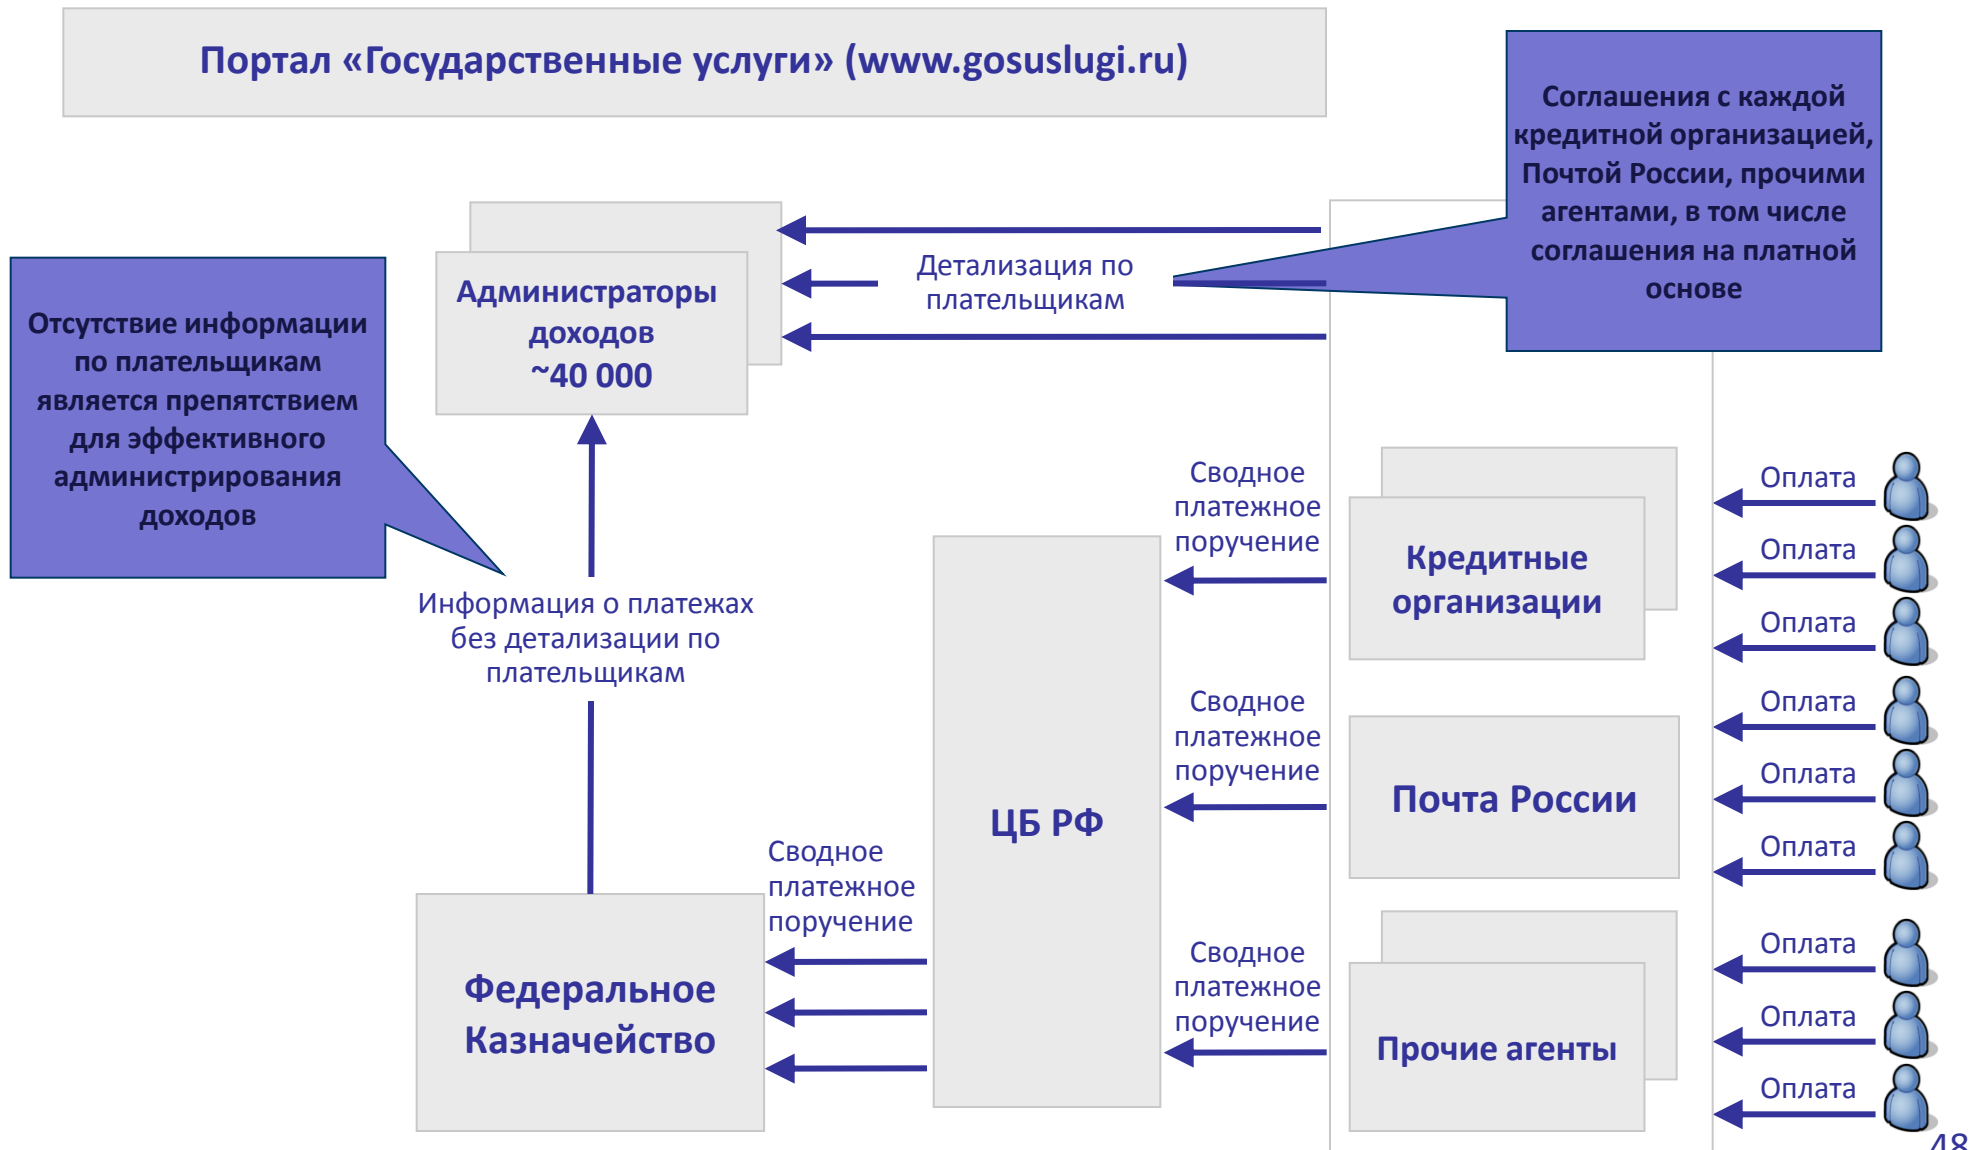 Портал «Государственные услуги» (www.gosuslugi.ru)
Соглашения с каждой
кредитной организацией,
Почтой России, прочими
агентами, в том числе
соглашения на платной
основе
Детализация по
плательщикам
Администраторы
доходов
~40 000
Отсутствие информации
по плательщикам
является препятствием
для эффективного
администрирования
доходов
Информация о платежах
без детализации по
плательщикам
Сводное
платежное
поручение
Кредитные
организации
Оплата
Оплата
Оплата
Сводное
платежное
поручение
Почта России
Оплата
Оплата
Оплата
ЦБ РФ
Сводное
платежное
поручение
Федеральное
Казначейство
Сводное
платежное
поручение
Прочие агенты
Оплата
Оплата
Оплата
48